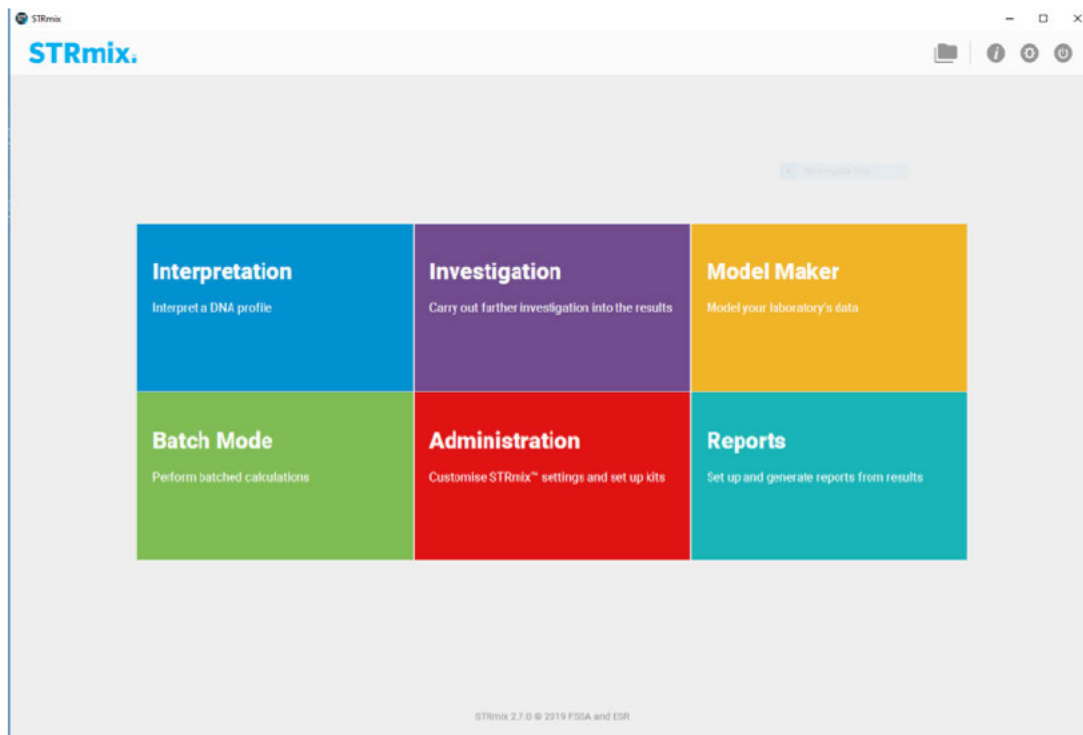 STRmix
STRmix
Interpretation
Interpret a DNA profile
Investigation
Carry out further investigation into the results
Model Maker
Model your laboratory's data
Batch Mode
Perform batched calculations
Administration
Customise STRmix™ settings and set up kits
Reports
Set up and generate reports from results
STRmix 2.7.0 © 2019 FSSA and ESR